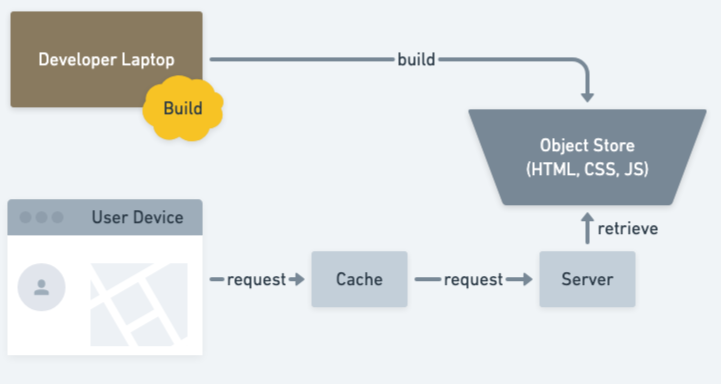 Developer Laptop
build
Build
Object Store
(HTML, CSS, JS)
User Device
retrieve
request
Cache
request
Server